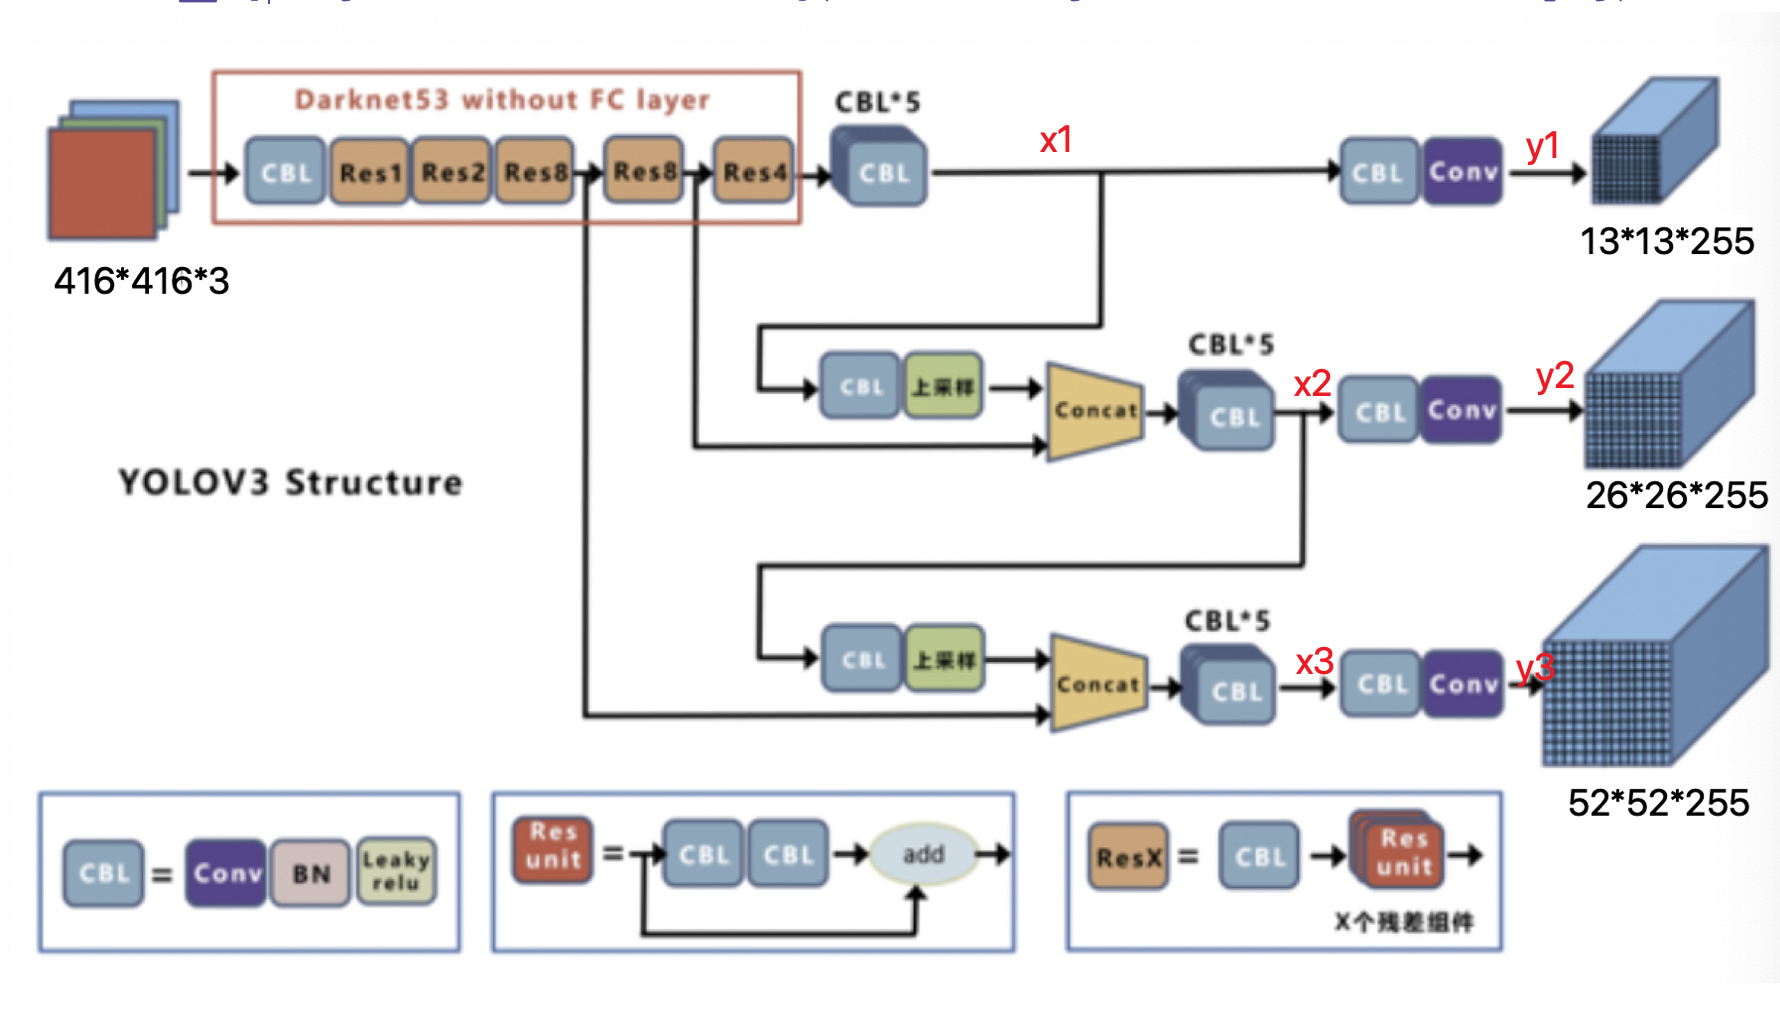 Darknet53 without FC layer
CBL*5
x1
y1
CBL Res1 Res2 Res8 Res8 Res4 CBL CBL Conv
13*13*255
416*416*3
CBL*5
x2
y2
CBL 上采样 Concat CBL CBL Conv
YOLOV3 Structure
26*26*255
CBL*5
x3
y3
CBL 上采样 Concat CBL CBL Conv
52*52*255
CBL = Conv BN Leaky relu
Res unit = CBL CBL add
ResX = CBL Res unit
X个残差组件